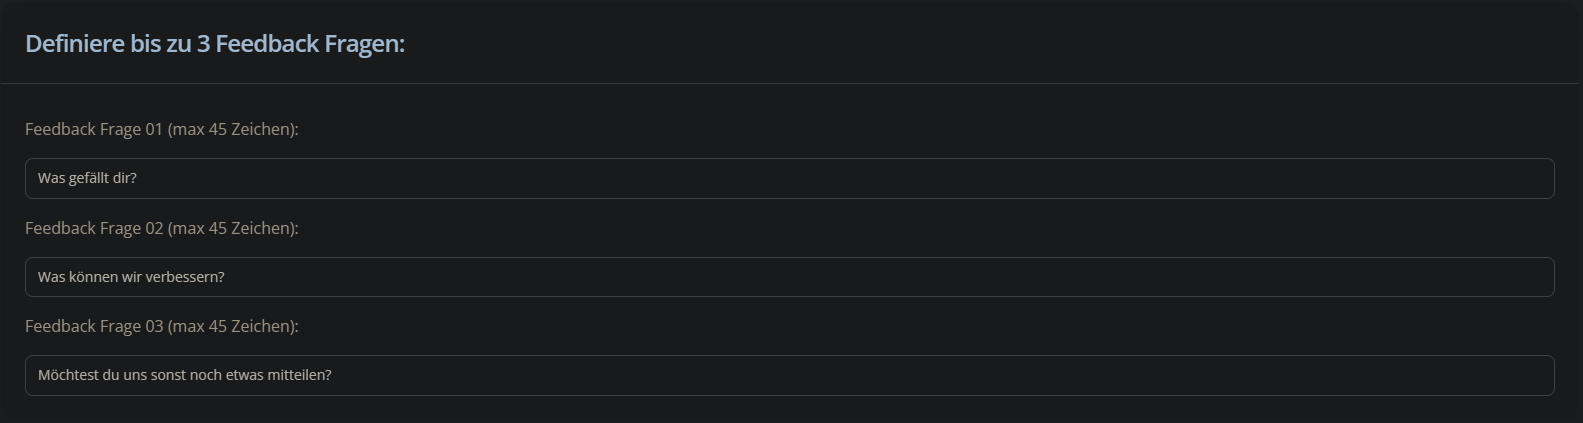 Definiere bis zu 3 Feedback Fragen:
Feedback Frage 01 (max 45 Zeichen):
Was gefällt dir?
Feedback Frage 02 (max 45 Zeichen):
Was können wir verbessern?
Feedback Frage 03 (max 45 Zeichen):
Möchtest du uns sonst noch etwas mitteilen?